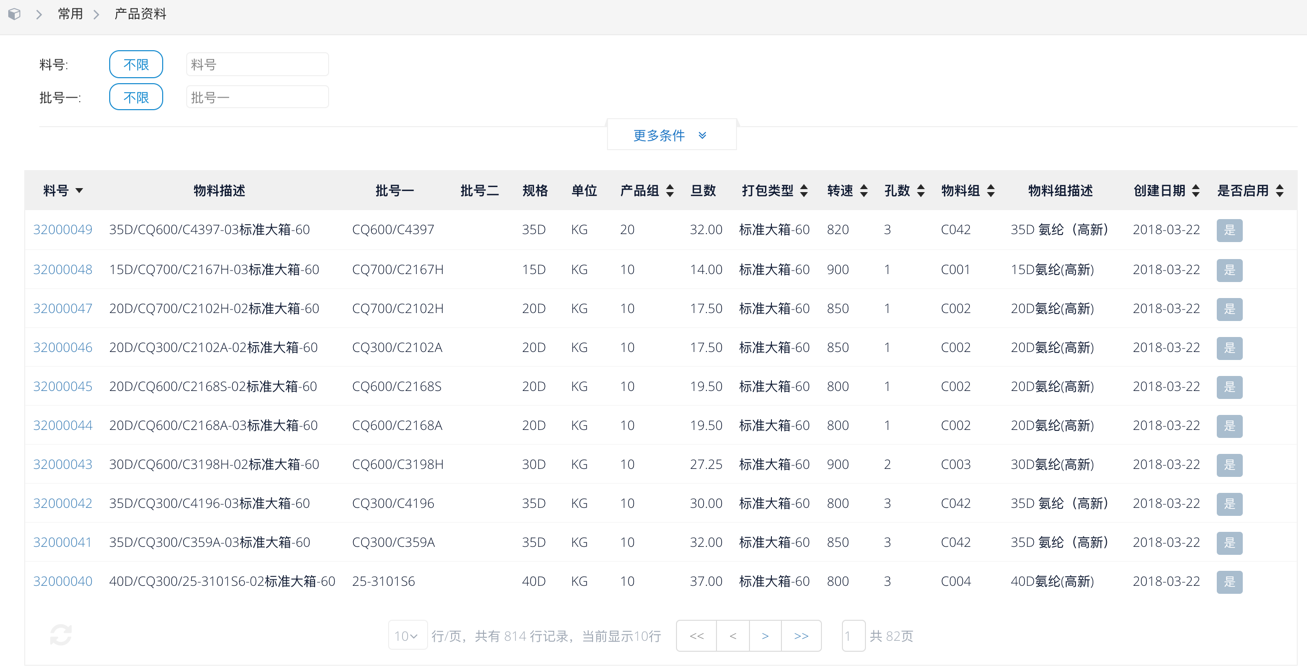 常用 产品资料
料号: 不限 料号
批号一: 不限 批号一
更多条件
料号 物料描述 批号一 批号二 规格 单位 产品组 旦数 打包类型 转速 孔数 物料组 物料组描述 创建日期 是否启用
32000049 35D/CQ600/C4397-03标准大箱-60 CQ600/C4397 35D KG 20 32.00 标准大箱-60 820 3 C042 35D 氨纶（高新） 2018-03-22 是
32000048 15D/CQ700/C2167H-03标准大箱-60 CQ700/C2167H 15D KG 10 14.00 标准大箱-60 900 1 C001 15D氨纶(高新) 2018-03-22 是
32000047 20D/CQ700/C2102H-02标准大箱-60 CQ700/C2102H 20D KG 10 17.50 标准大箱-60 850 1 C002 20D氨纶(高新) 2018-03-22 是
32000046 20D/CQ300/C2102A-02标准大箱-60 CQ300/C2102A 20D KG 10 17.50 标准大箱-60 850 1 C002 20D氨纶(高新) 2018-03-22 是
32000045 20D/CQ600/C2168S-02标准大箱-60 CQ600/C2168S 20D KG 10 19.50 标准大箱-60 800 1 C002 20D氨纶(高新) 2018-03-22 是
32000044 20D/CQ600/C2168A-03标准大箱-60 CQ600/C2168A 20D KG 10 19.50 标准大箱-60 800 1 C002 20D氨纶(高新) 2018-03-22 是
32000043 30D/CQ600/C3198H-02标准大箱-60 CQ600/C3198H 30D KG 10 27.25 标准大箱-60 900 2 C003 30D氨纶(高新) 2018-03-22 是
32000042 35D/CQ300/C4196-03标准大箱-60 CQ300/C4196 35D KG 10 30.00 标准大箱-60 800 3 C042 35D 氨纶（高新） 2018-03-22 是
32000041 35D/CQ300/C359A-03标准大箱-60 CQ300/C359A 35D KG 10 32.00 标准大箱-60 850 3 C042 35D 氨纶（高新） 2018-03-22 是
32000040 40D/CQ300/25-3101S6-02标准大箱-60 25-3101S6 40D KG 10 37.00 标准大箱-60 800 3 C004 40D氨纶(高新) 2018-03-22 是
10 行/页，共有 814 行记录，当前显示10行 << < > >> 1 共 82页